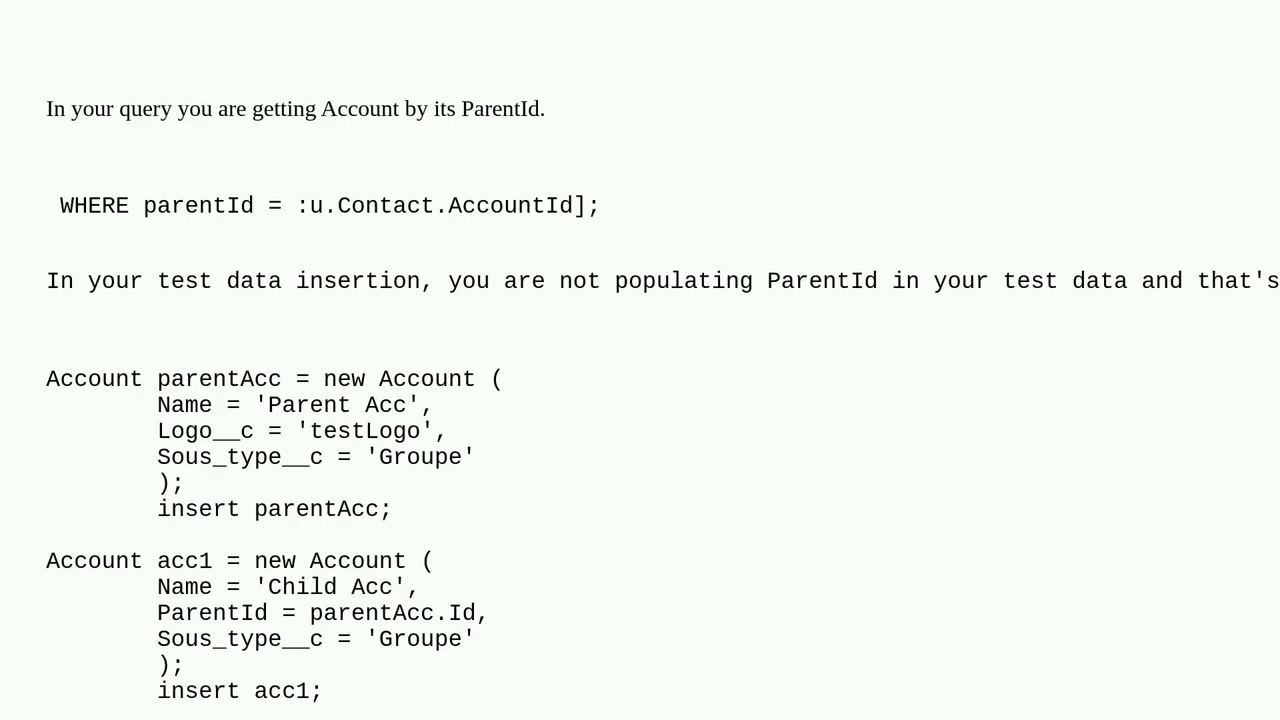 In your query you are getting Account by its ParentId.
WHERE parentId = :u.Contact.AccountId];
In your test data insertion, you are not populating ParentId in your test data and that's
Account parentAcc = new Account (
Name = 'Parent Acc',
Logo__c = 'testLogo',
Sous_type__c = 'Groupe'
);
insert parentAcc;
Account acc1 = new Account (
Name = 'Child Acc',
ParentId = parentAcc.Id,
Sous_type__c = 'Groupe'
);
insert acc1;